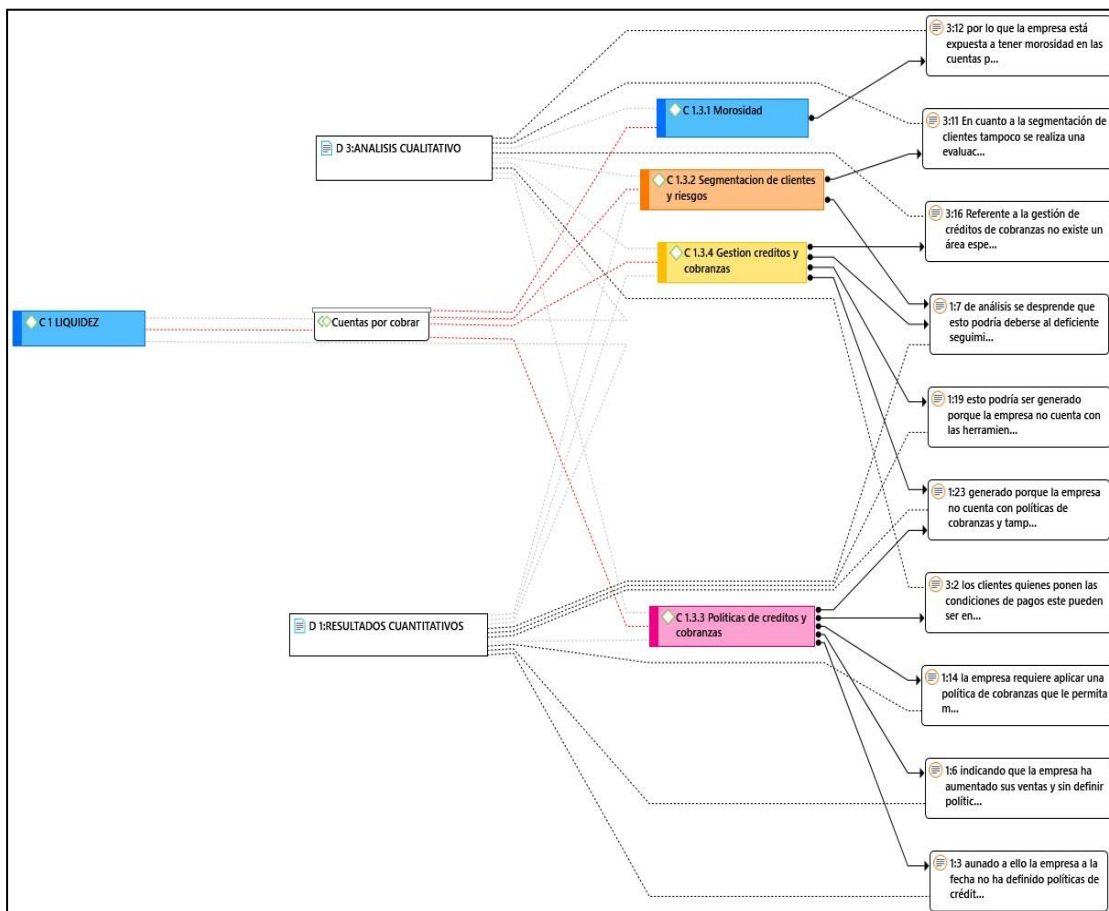 3:12 por lo que la empresa está
expuesta a tener morosidad en las
cuentas p...
C 1.3.1 Morosidad
3:11 En cuanto a la segmentación de
clientes tampoco se realiza una
evaluac...
D 3:ANALISIS CUALITATIVO
C 1.3.2 Segmentacion de clientes
y riesgos
3:16 Referente a la gestión de
créditos de cobranzas no existe un
área espe...
C 1.3.4 Gestion creditos y
cobranzas
C 1 LIQUIDEZ
Cuentas por cobrar
1:7 de análisis se desprende que
esto podría deberse al deficiente
seguimi...
1:19 esto podría ser generado
porque la empresa no cuenta con
las herramien...
1:23 generado porque la empresa
no cuenta con políticas de
cobranzas y tamp...
D 1:RESULTADOS CUANTITATIVOS
C 1.3.3 Politicas de creditos y
cobranzas
3:2 los clientes quienes ponen las
condiciones de pagos este pueden
ser en...
1:14 la empresa requiere aplicar una
política de cobranzas que le permita
m...
1:6 indicando que la empresa ha
aumentado sus ventas y sin definir
polític...
1:3 aunado a ello la empresa a la
fecha no ha definido políticas de
crédit...